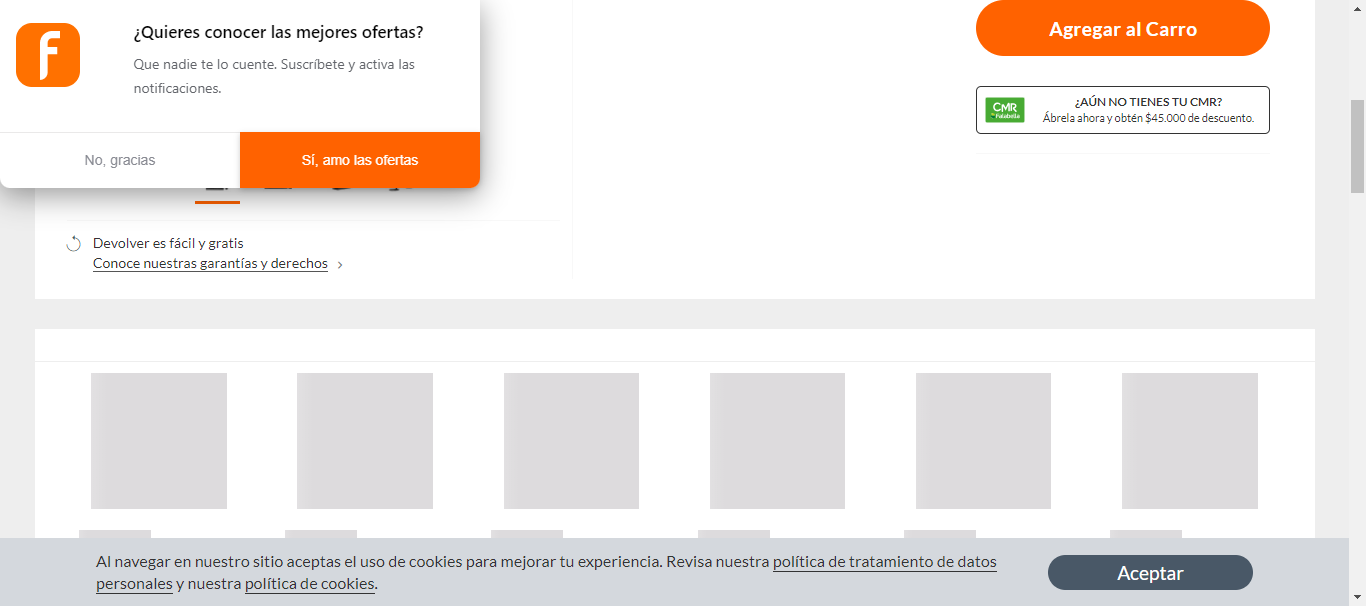 ¿Quieres conocer las mejores ofertas?
Que nadie te lo cuente. Suscríbete y activa las
notificaciones.
No, gracias
Sí, amo las ofertas
Agregar al Carro
CMR
Falabella
¿AÚN NO TIENES TU CMR?
Ábrela ahora y obtén $45.000 de descuento.
Devolver es fácil y gratis
Conoce nuestras garantías y derechos
Al navegar en nuestro sitio aceptas el uso de cookies para mejorar tu experiencia. Revisa nuestra política de tratamiento de datos
personales y nuestra política de cookies.
Aceptar